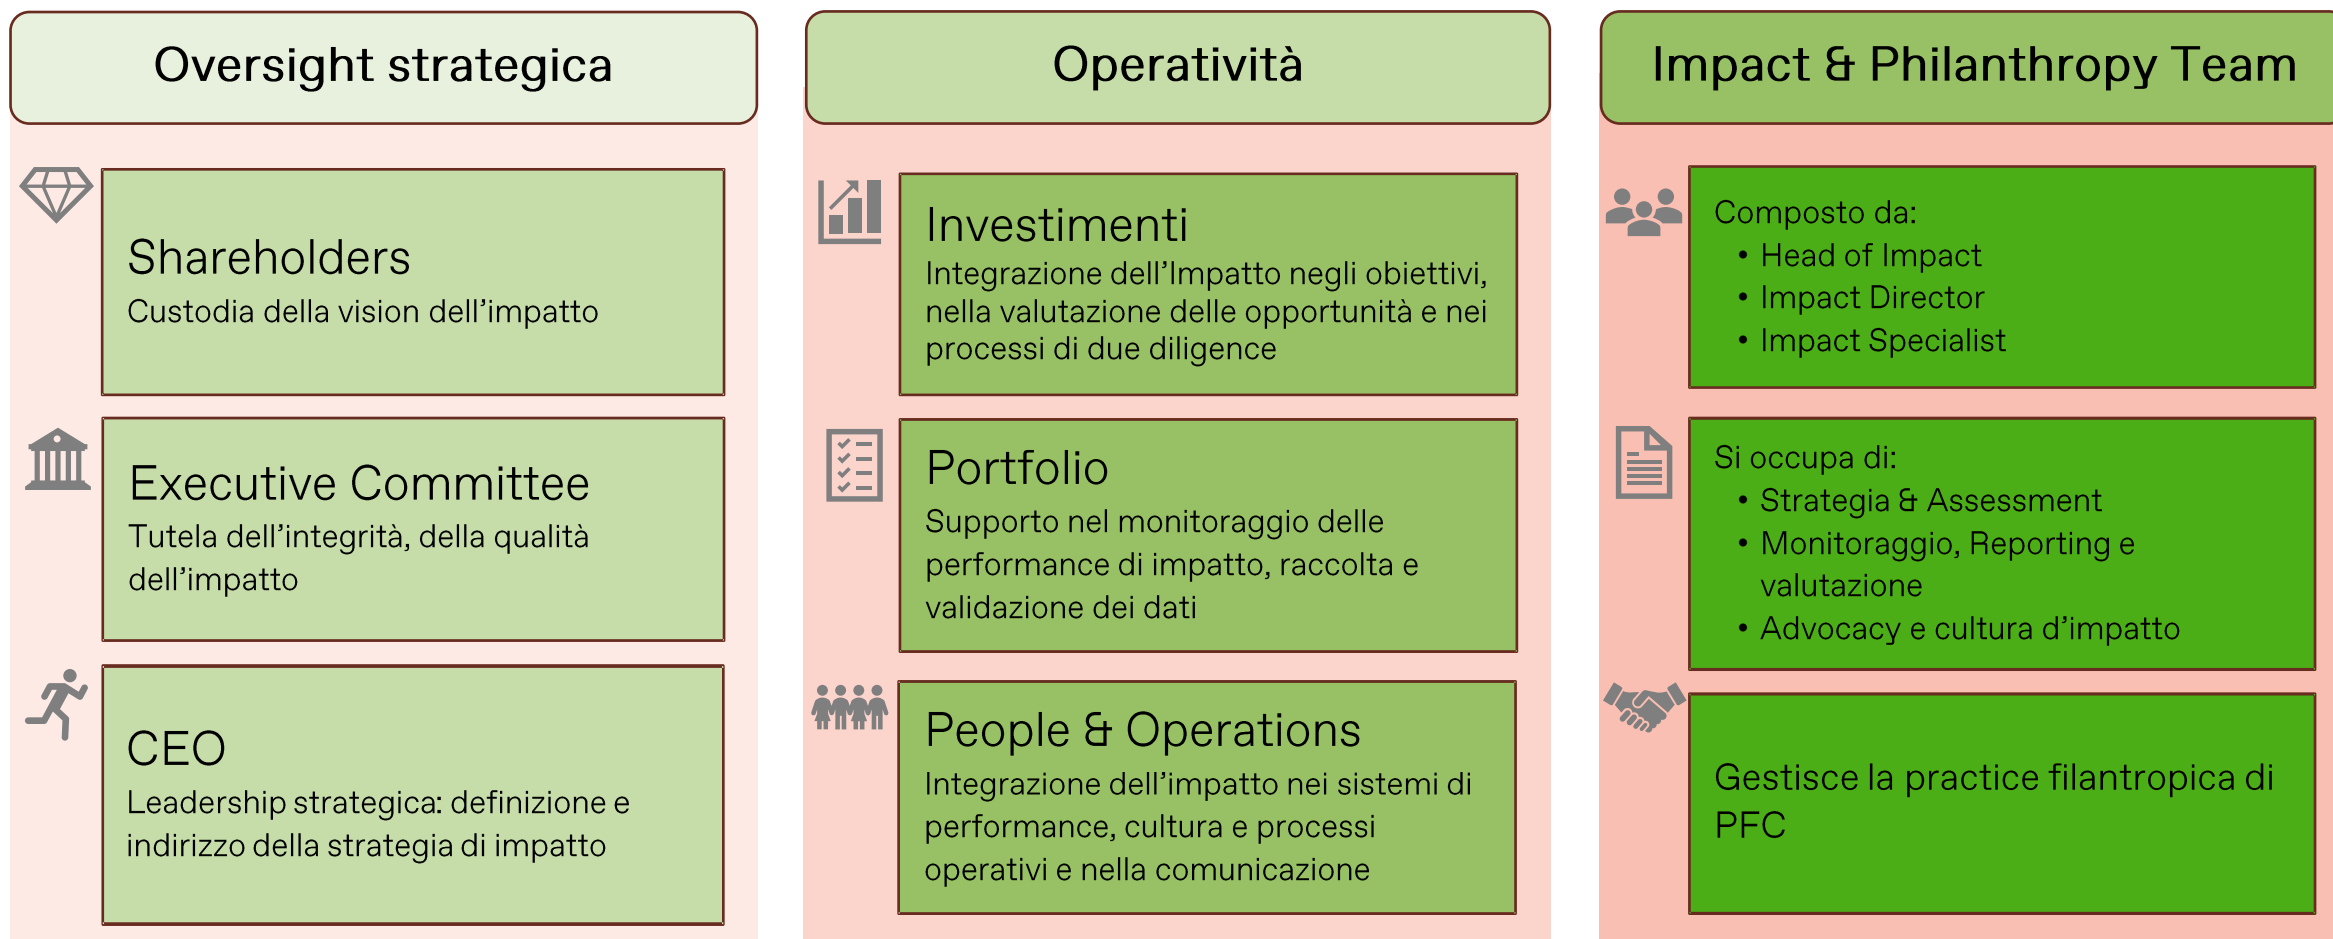 Oversight strategica
Shareholders
Custodia della vision dell’impatto
Executive Committee
Tutela dell’integrità, della qualità
dell’impatto
CEO
Leadership strategica: definizione e
indirizzo della strategia di impatto
Operatività
Investimenti
Integrazione dell’Impatto negli obiettivi,
nella valutazione delle opportunità e nei
processi di due diligence
Portfolio
Supporto nel monitoraggio delle
performance di impatto, raccolta e
validazione dei dati
People & Operations
Integrazione dell’impatto nei sistemi di
performance, cultura e processi
operativi e nella comunicazione
Impact & Philanthropy Team
Composto da:
• Head of Impact
• Impact Director
• Impact Specialist
Si occupa di:
• Strategia & Assessment
• Monitoraggio, Reporting e
valutazione
• Advocacy e cultura d’impatto
Gestisce la practice filantropica di
PFC